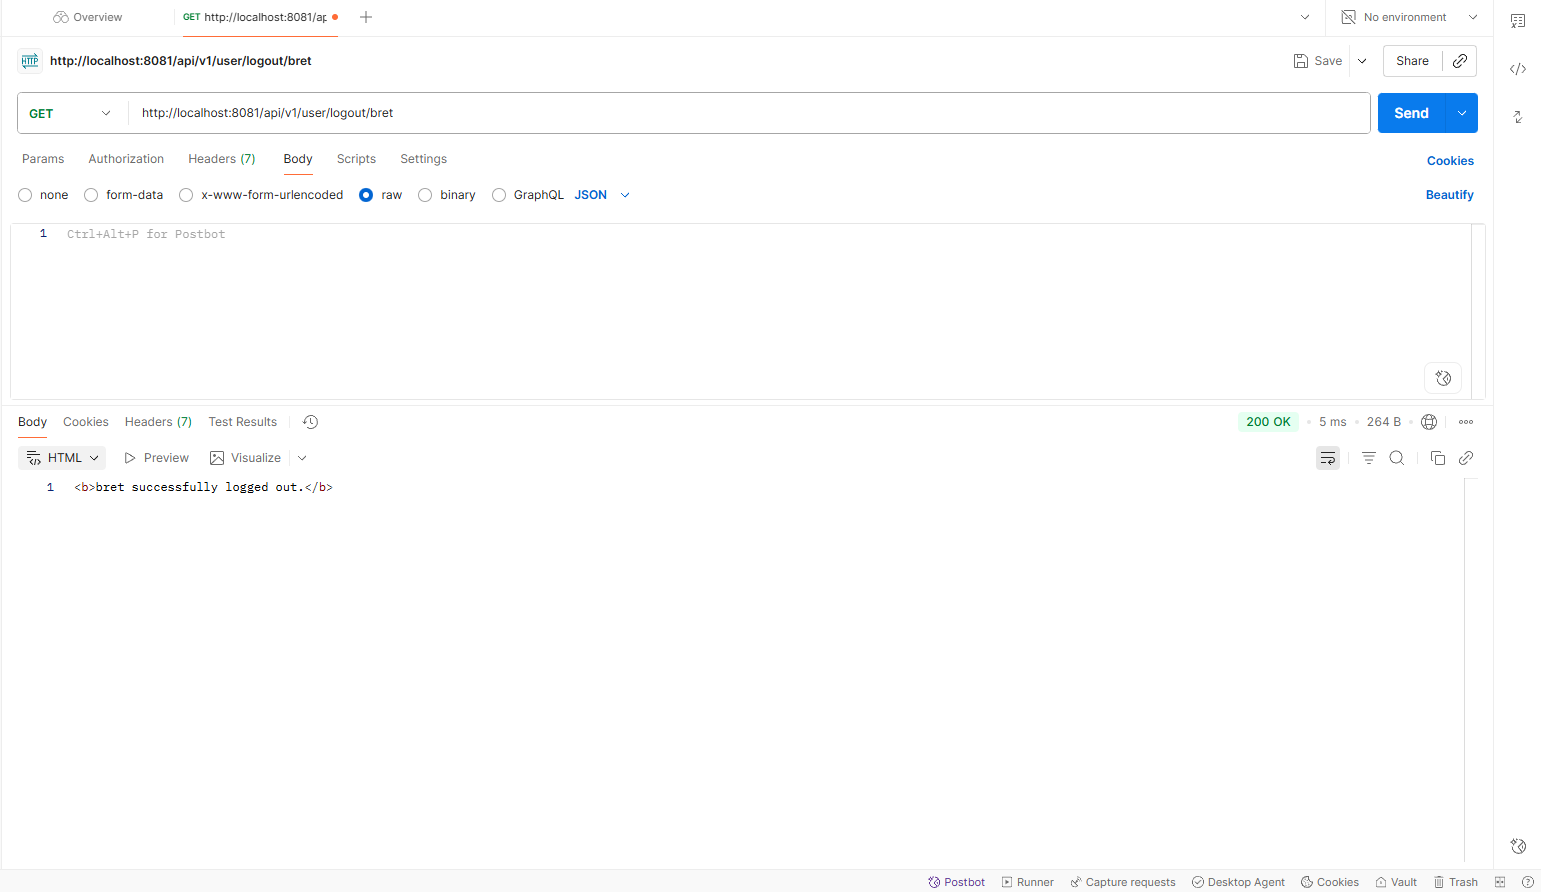 Overview
GET http://localhost:8081/ap
No environment
HTTP http://localhost:8081/api/v1/user/logout/bret
Save
Share
GET
http://localhost:8081/api/v1/user/logout/bret
Send
Params Authorization Headers (7) Body Scripts Settings
Cookies
none form-data x-www-form-urlencoded raw binary GraphQL JSON
Beautify
1 Ctrl+Alt+P for Postbot
Body Cookies Headers (7) Test Results
200 OK • 5 ms • 264 B •
HTML Preview Visualize
1 <b>bret successfully logged out.</b>
Postbot Runner Capture requests Desktop Agent Cookies Vault Trash